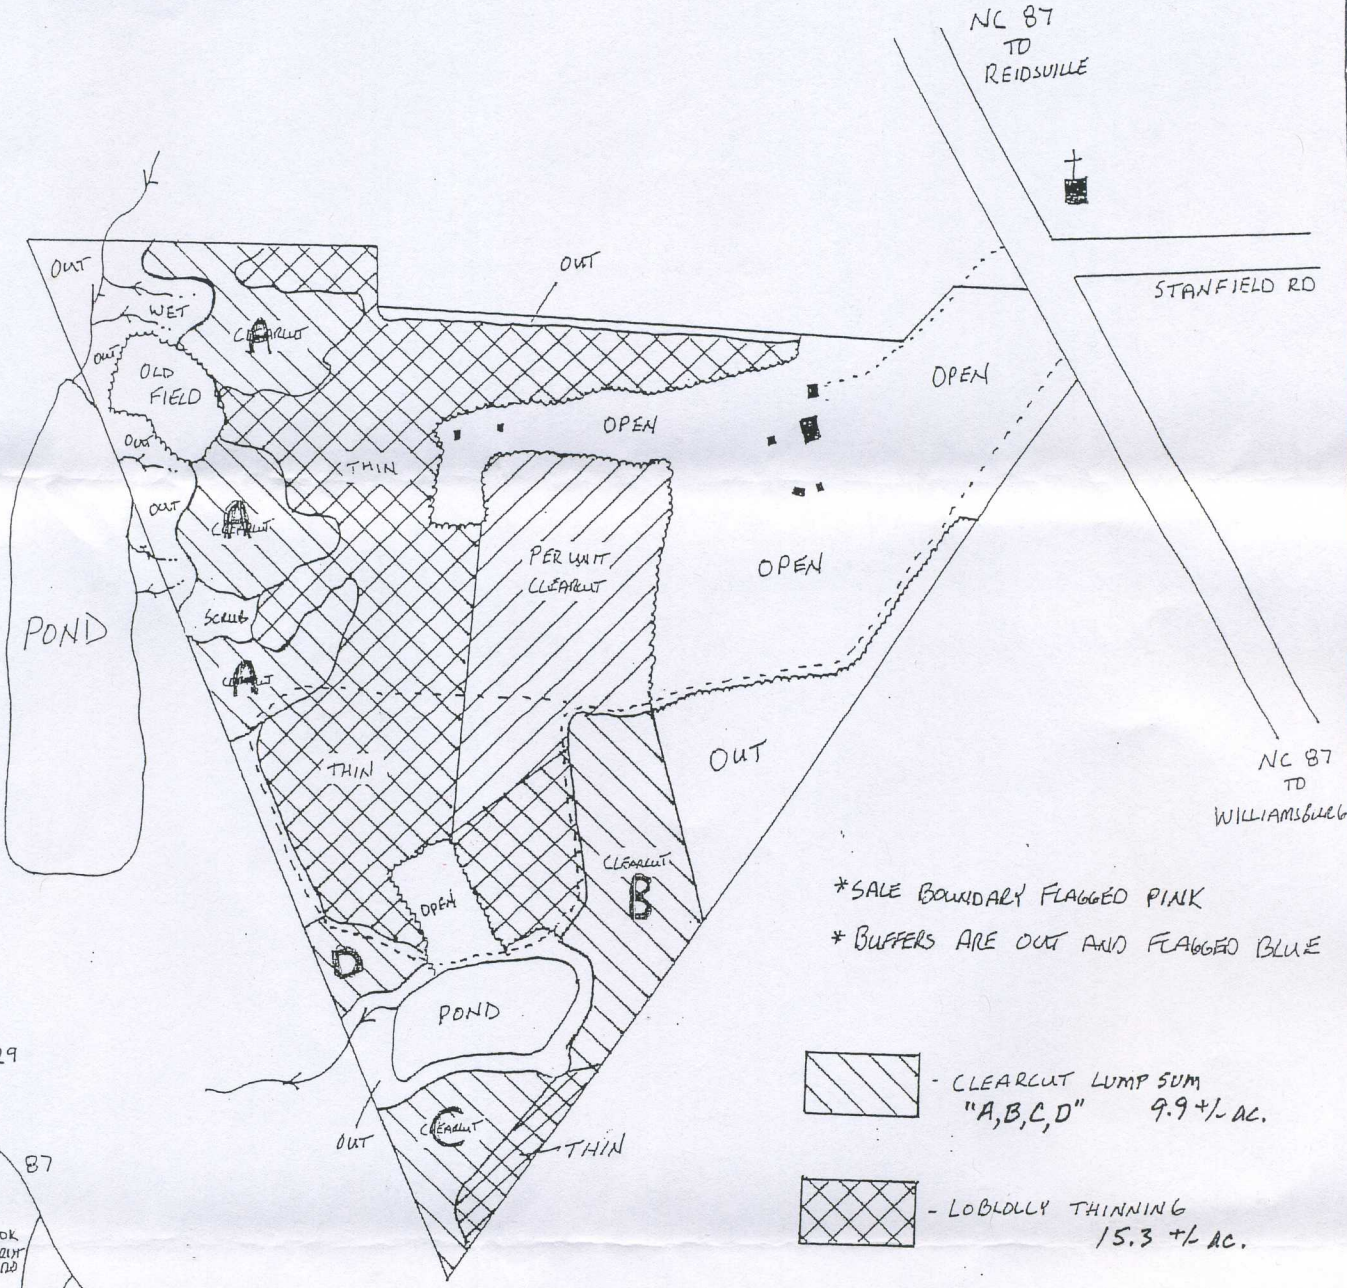 NC 87
TO
REIDSVILLE
STANFIELD RD
OUT
OUT
WET
CLEARCUT
A
OUT
OLD
FIELD
OPEN
OPEN
OUT
THIN
OUT
A
CLEARCUT
PER UNIT
CLEARCUT
OPEN
SCRUB
POND
A
CLEARCUT
THIN
OUT
NC 87
TO
WILLIAMSBURG
CLEARCUT
B
OPEN
*SALE BOUNDARY FLAGGED PINK
* BUFFERS ARE OUT AND FLAGGED BLUE
D
POND
29
- CLEARCUT LUMP SUM
"A,B,C,D" 9.9 +/- AC.
C
CLEARCUT
OUT
THIN
87
- LOBLOLLY THINNING
15.3 +/- AC.